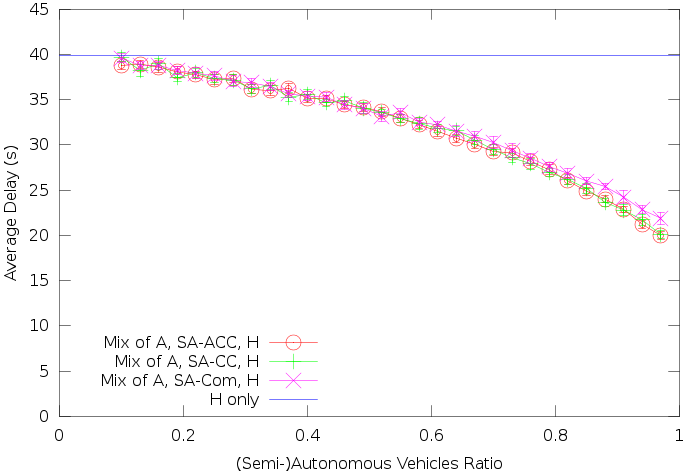 45
40
35
30
25
20
15
10
5
0
Average Delay (s)
Mix of A, SA-ACC, H
Mix of A, SA-CC, H
Mix of A, SA-Com, H
H only
0 0.2 0.4 0.6 0.8 1
(Semi-)Autonomous Vehicles Ratio